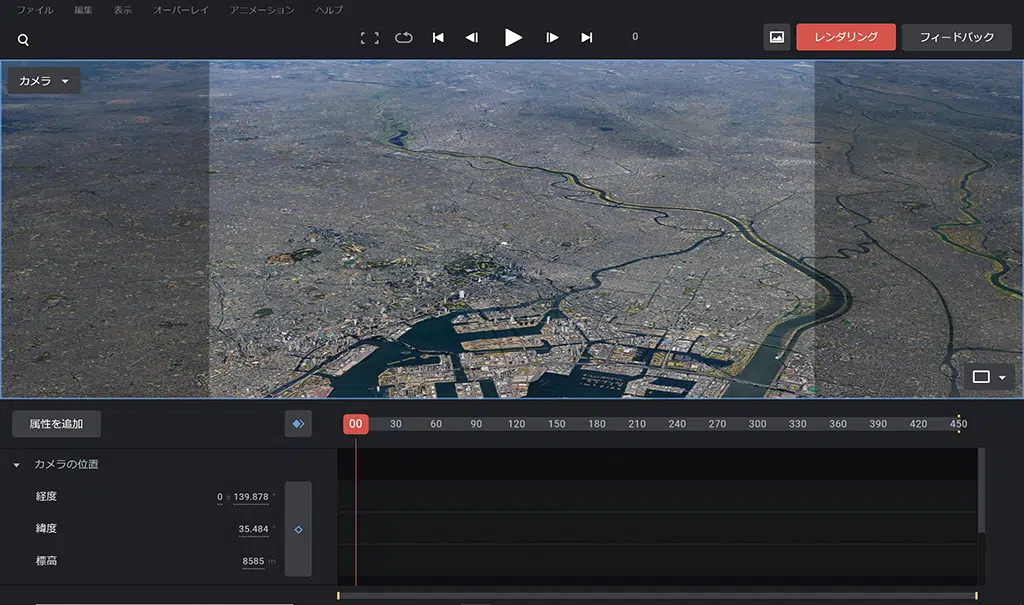 ファイル 編集 表示 オーバーレイ アニメーション ヘルプ
0 レンダリング フィードバック
カメラ
属性を追加 00 30 60 90 120 150 180 210 240 270 300 330 360 390 420 450
カメラの位置
経度 0 x 139.878 °
緯度 35.484 °
標高 8585 m